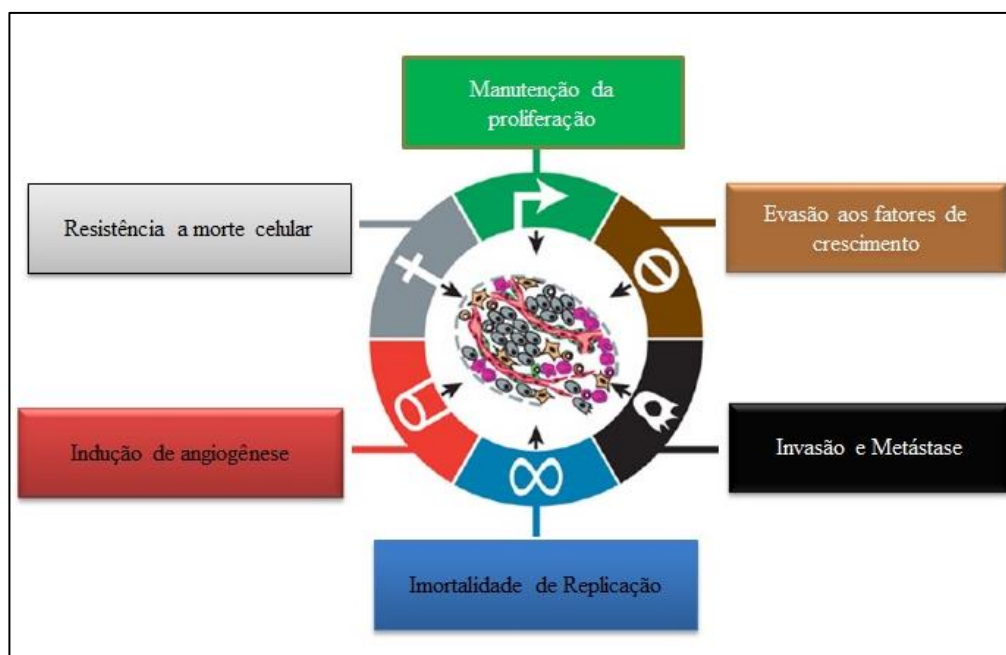 Manutenção da
proliferação
Resistência a morte celular
Evasão aos fatores de
crescimento
Indução de angiogênese
Invasão e Metástase
Imortalidade de Replicação